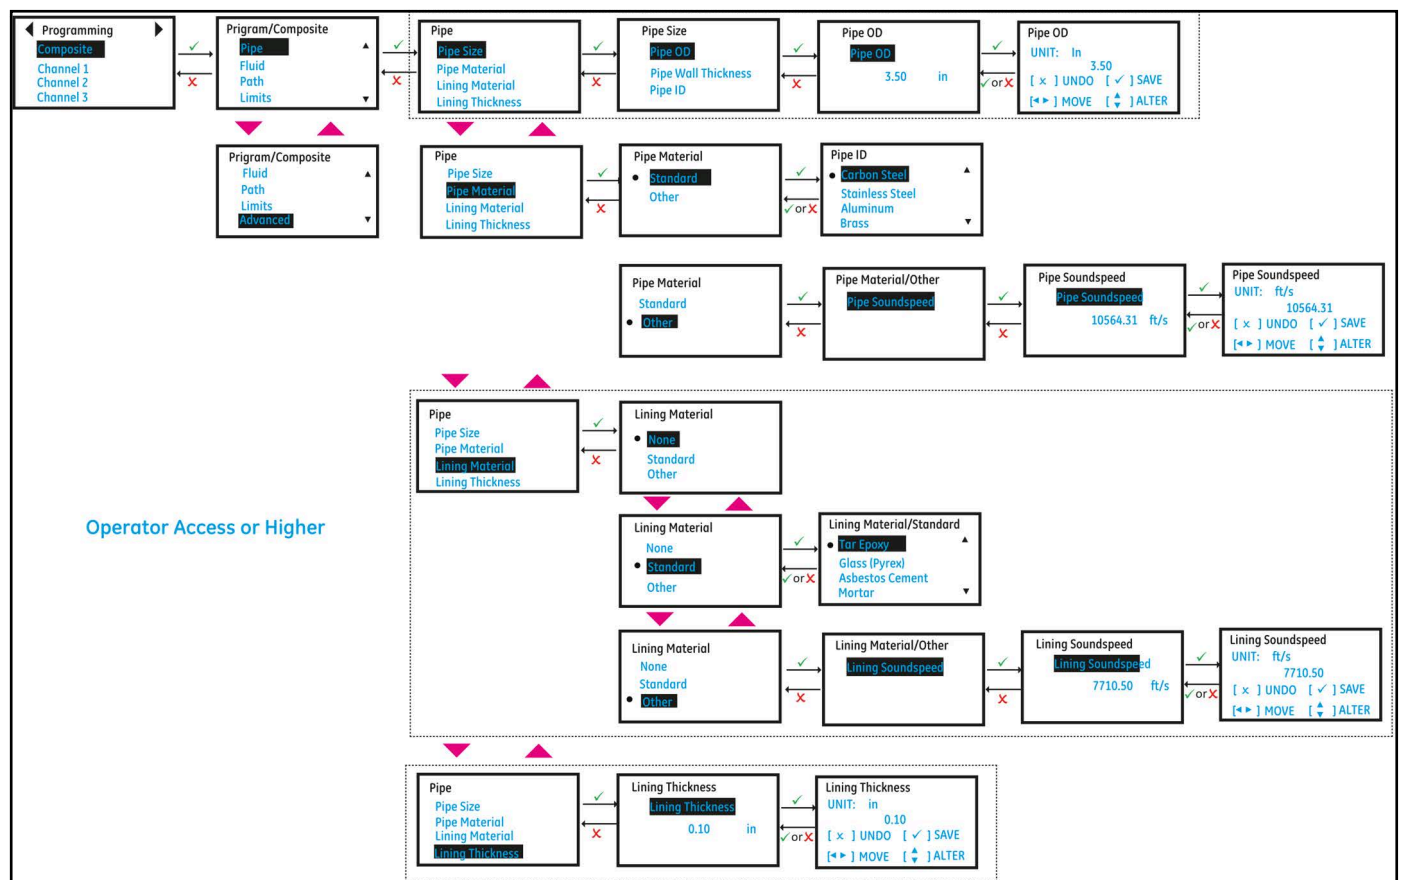 Programming
Composite
Channel 1
Channel 2
Channel 3
Prigram/Composite
Pipe
Fluid
Path
Limits
Pipe
Pipe Size
Pipe Material
Lining Material
Lining Thickness
Pipe Size
Pipe OD
Pipe Wall Thickness
Pipe ID
Pipe OD
Pipe OD
3.50 in
Pipe OD
UNIT: In
3.50
[ x ] UNDO [ ✓ ] SAVE
[◄►] MOVE [▲▼] ALTER
✓ ✗
✓ ✗
✓ ✗
✓ ✗
✓ ✓or✗
Prigram/Composite
Fluid
Path
Limits
Advanced
Pipe
Pipe Size
Pipe Material
Lining Material
Lining Thickness
Pipe Material
Standard
Other
Pipe ID
Carbon Steel
Stainless Steel
Aluminum
Brass
✓ ✗
✓ ✓or✗
Pipe Material
Standard
Other
Pipe Material/Other
Pipe Soundspeed
Pipe Soundspeed
Pipe Soundspeed
10564.31 ft/s
Pipe Soundspeed
UNIT: ft/s
10564.31
[ x ] UNDO [ ✓ ] SAVE
[◄►] MOVE [▲▼] ALTER
✓ ✗
✓ ✗
✓ ✓or✗
Pipe
Pipe Size
Pipe Material
Lining Material
Lining Thickness
Lining Material
None
Standard
Other
✓ ✗
Operator Access or Higher
Lining Material
None
Standard
Other
Lining Material/Standard
Tar Epoxy
Glass (Pyrex)
Asbestos Cement
Mortar
✓ ✓or✗
Lining Material
None
Standard
Other
Lining Material/Other
Lining Soundspeed
Lining Soundspeed
Lining Soundspeed
7710.50 ft/s
Lining Soundspeed
UNIT: ft/s
7710.50
[ x ] UNDO [ ✓ ] SAVE
[◄►] MOVE [▲▼] ALTER
✓ ✗
✓ ✗
✓ ✓or✗
Pipe
Pipe Size
Pipe Material
Lining Material
Lining Thickness
Lining Thickness
Lining Thickness
0.10 in
Lining Thickness
UNIT: in
0.10
[ x ] UNDO [ ✓ ] SAVE
[◄►] MOVE [▲▼] ALTER
✓ ✗
✓ ✓or✗